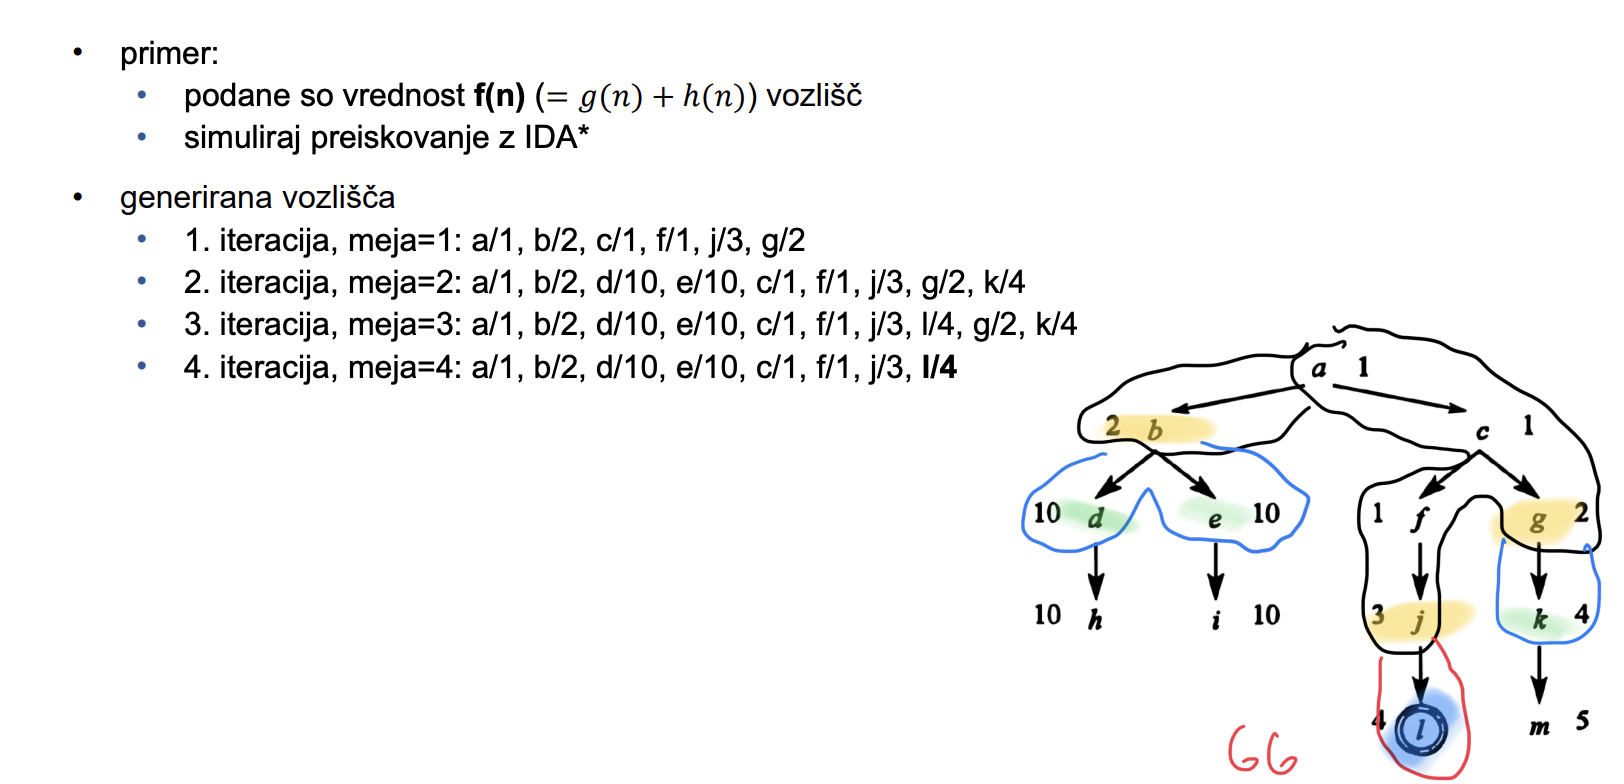 • primer:
• podane so vrednost f(n) (= g(n) + h(n)) vozlišč
• simuliraj preiskovanje z IDA*
• generirana vozlišča
• 1. iteracija, meja=1: a/1, b/2, c/1, f/1, j/3, g/2
• 2. iteracija, meja=2: a/1, b/2, d/10, e/10, c/1, f/1, j/3, g/2, k/4
• 3. iteracija, meja=3: a/1, b/2, d/10, e/10, c/1, f/1, j/3, l/4, g/2, k/4
• 4. iteracija, meja=4: a/1, b/2, d/10, e/10, c/1, f/1, j/3, l/4
a 1
2 b c 1
10 d e 10 1 f g 2
10 h i 10 3 j k 4
4 l m 5
GG